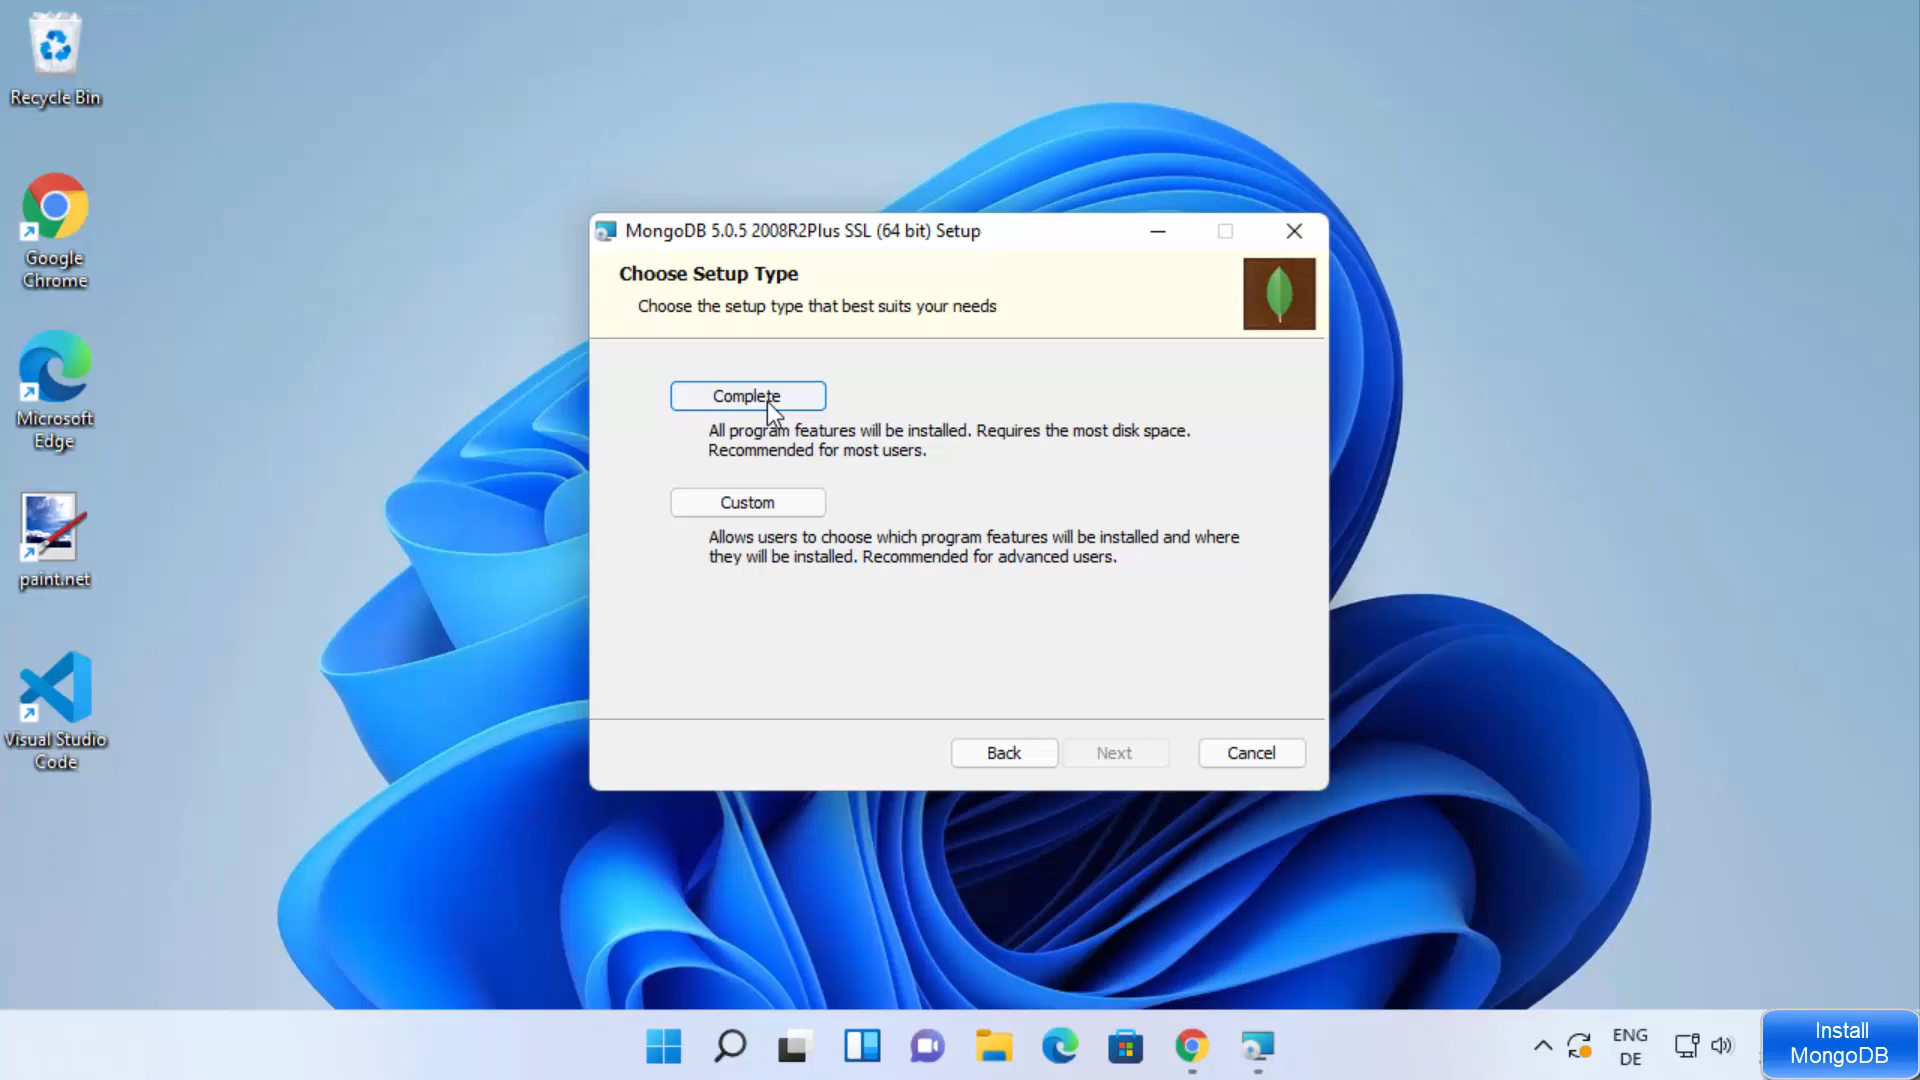 Recycle Bin
Google
Chrome
Microsoft
Edge
paint.net
Visual Studio
Code
MongoDB 5.0.5 2008R2Plus SSL (64 bit) Setup
Choose Setup Type
Choose the setup type that best suits your needs
Complete
All program features will be installed. Requires the most disk space.
Recommended for most users.
Custom
Allows users to choose which program features will be installed and where
they will be installed. Recommended for advanced users.
Back
Next
Cancel
ENG
DE
Install
MongoDB